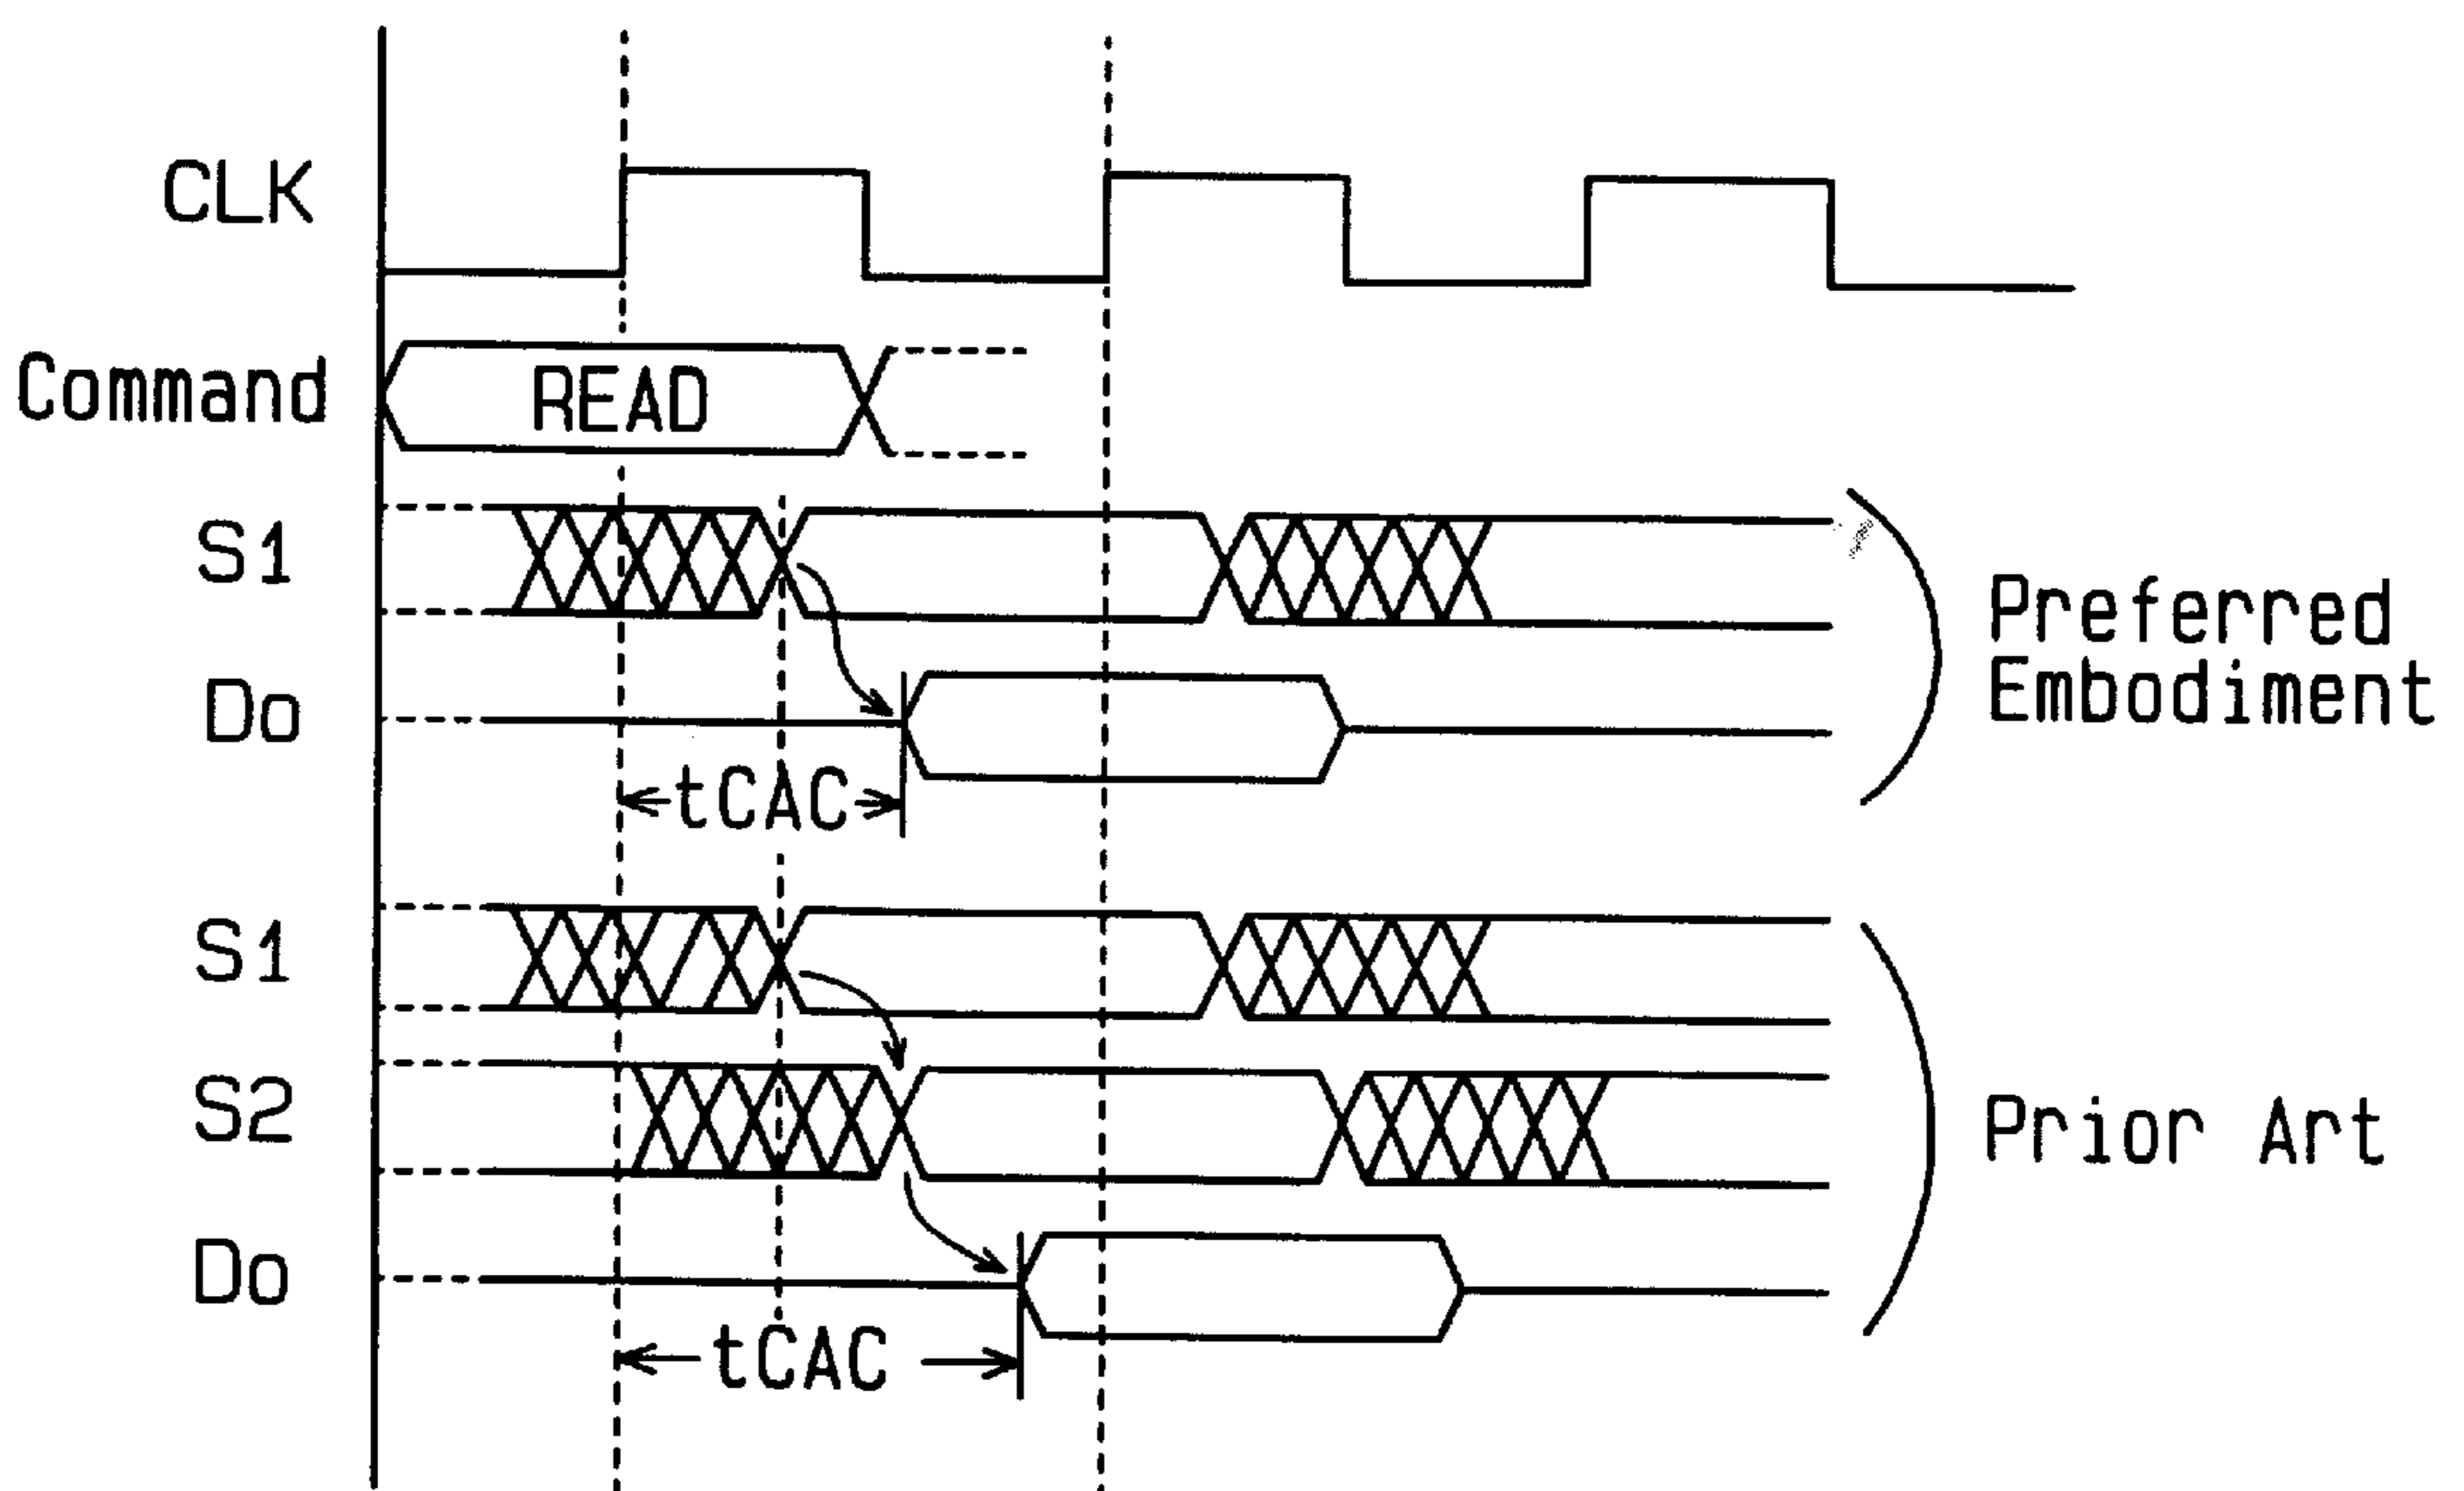 CLK
Command
READ
S1
Do
tCAC
Preferred
Embodiment
S1
S2
Do
tCAC
Prior Art